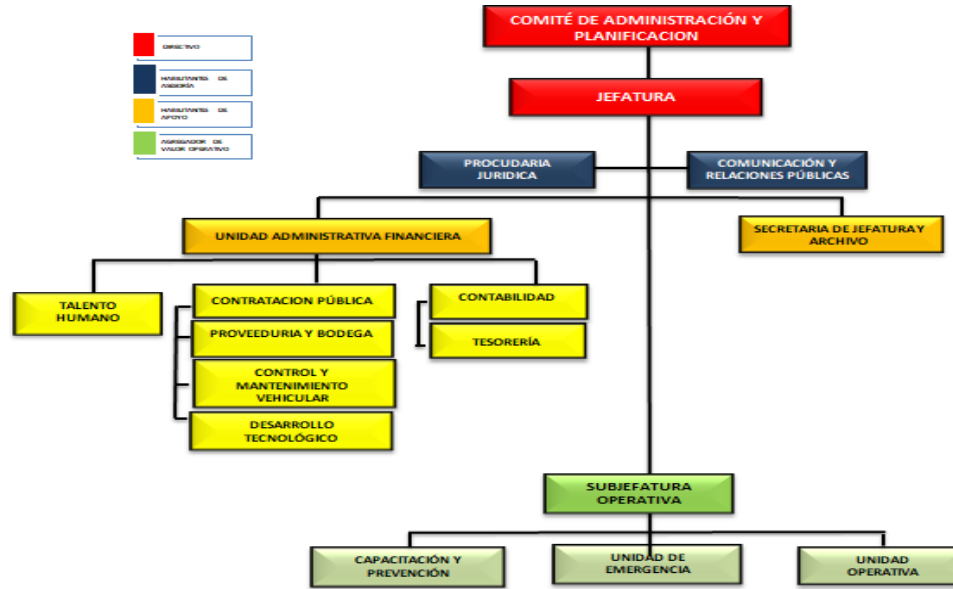 COMITÉ DE ADMINISTRACIÓN Y
PLANIFICACION
DIRECTIVO
HABILITANTES DE
ASESORÍA
HABILITANTES DE
APOYO
AGREGADOR DE
VALOR OPERATIVO
JEFATURA
PROCUDARIA
JURIDICA
COMUNICACIÓN Y
RELACIONES PÚBLICAS
UNIDAD ADMINISTRATIVA FINANCIERA
SECRETARIA DE JEFATURA Y
ARCHIVO
TALENTO
HUMANO
CONTRATACION PÚBLICA
PROVEEDURIA Y BODEGA
CONTROL Y
MANTENIMIENTO
VEHICULAR
DESARROLLO
TECNOLÓGICO
CONTABILIDAD
TESORERÍA
SUBJEFATURA
OPERATIVA
CAPACITACIÓN Y
PREVENCIÓN
UNIDAD DE
EMERGENCIA
UNIDAD
OPERATIVA